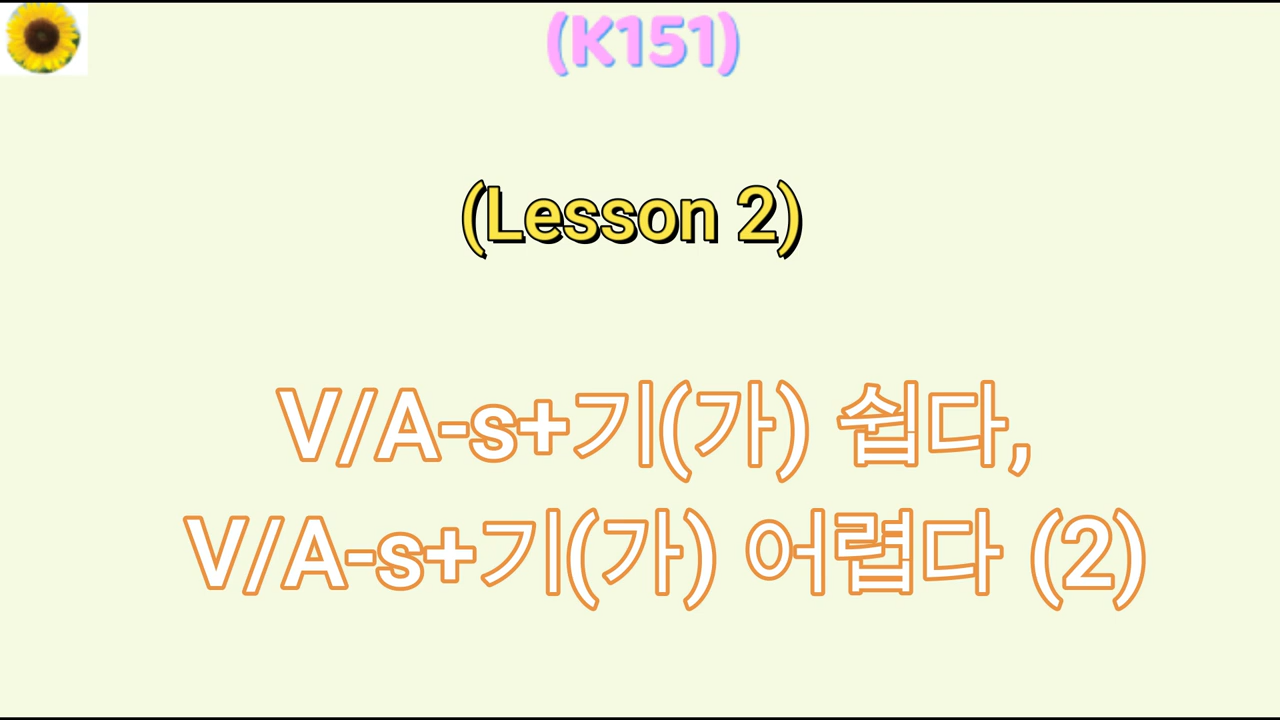 (K151)
(Lesson 2)
V/A-s+기(가) 쉽다,
V/A-s+기(가) 어렵다 (2)